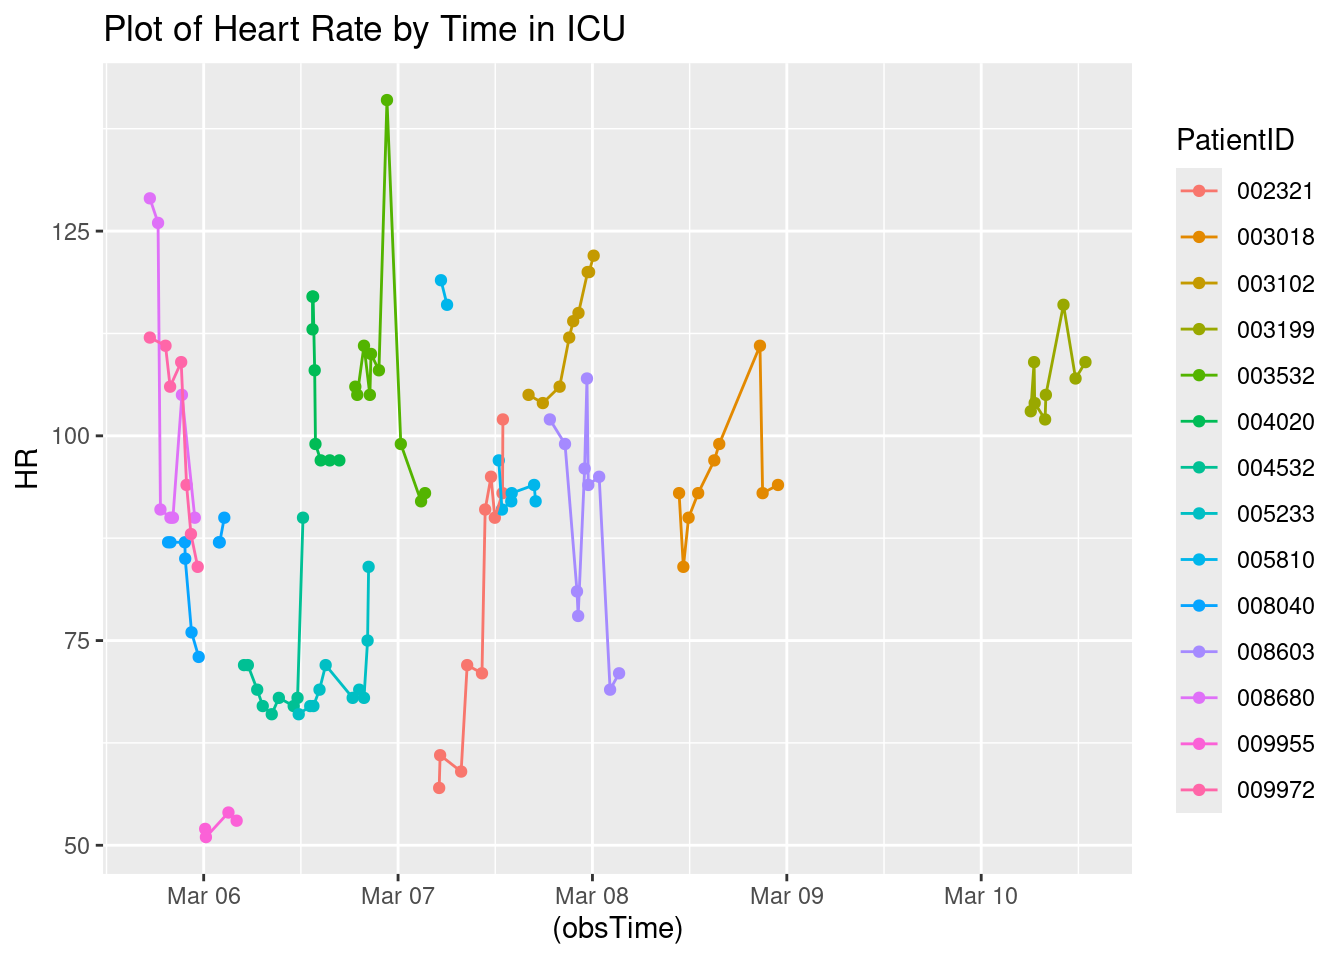 Plot of Heart Rate by Time in ICU
HR
125
100
75
50
Mar 06
Mar 07
Mar 08
Mar 09
Mar 10
(obsTime)
PatientID
002321
003018
003102
003199
003532
004020
004532
005233
005810
008040
008603
008680
009955
009972